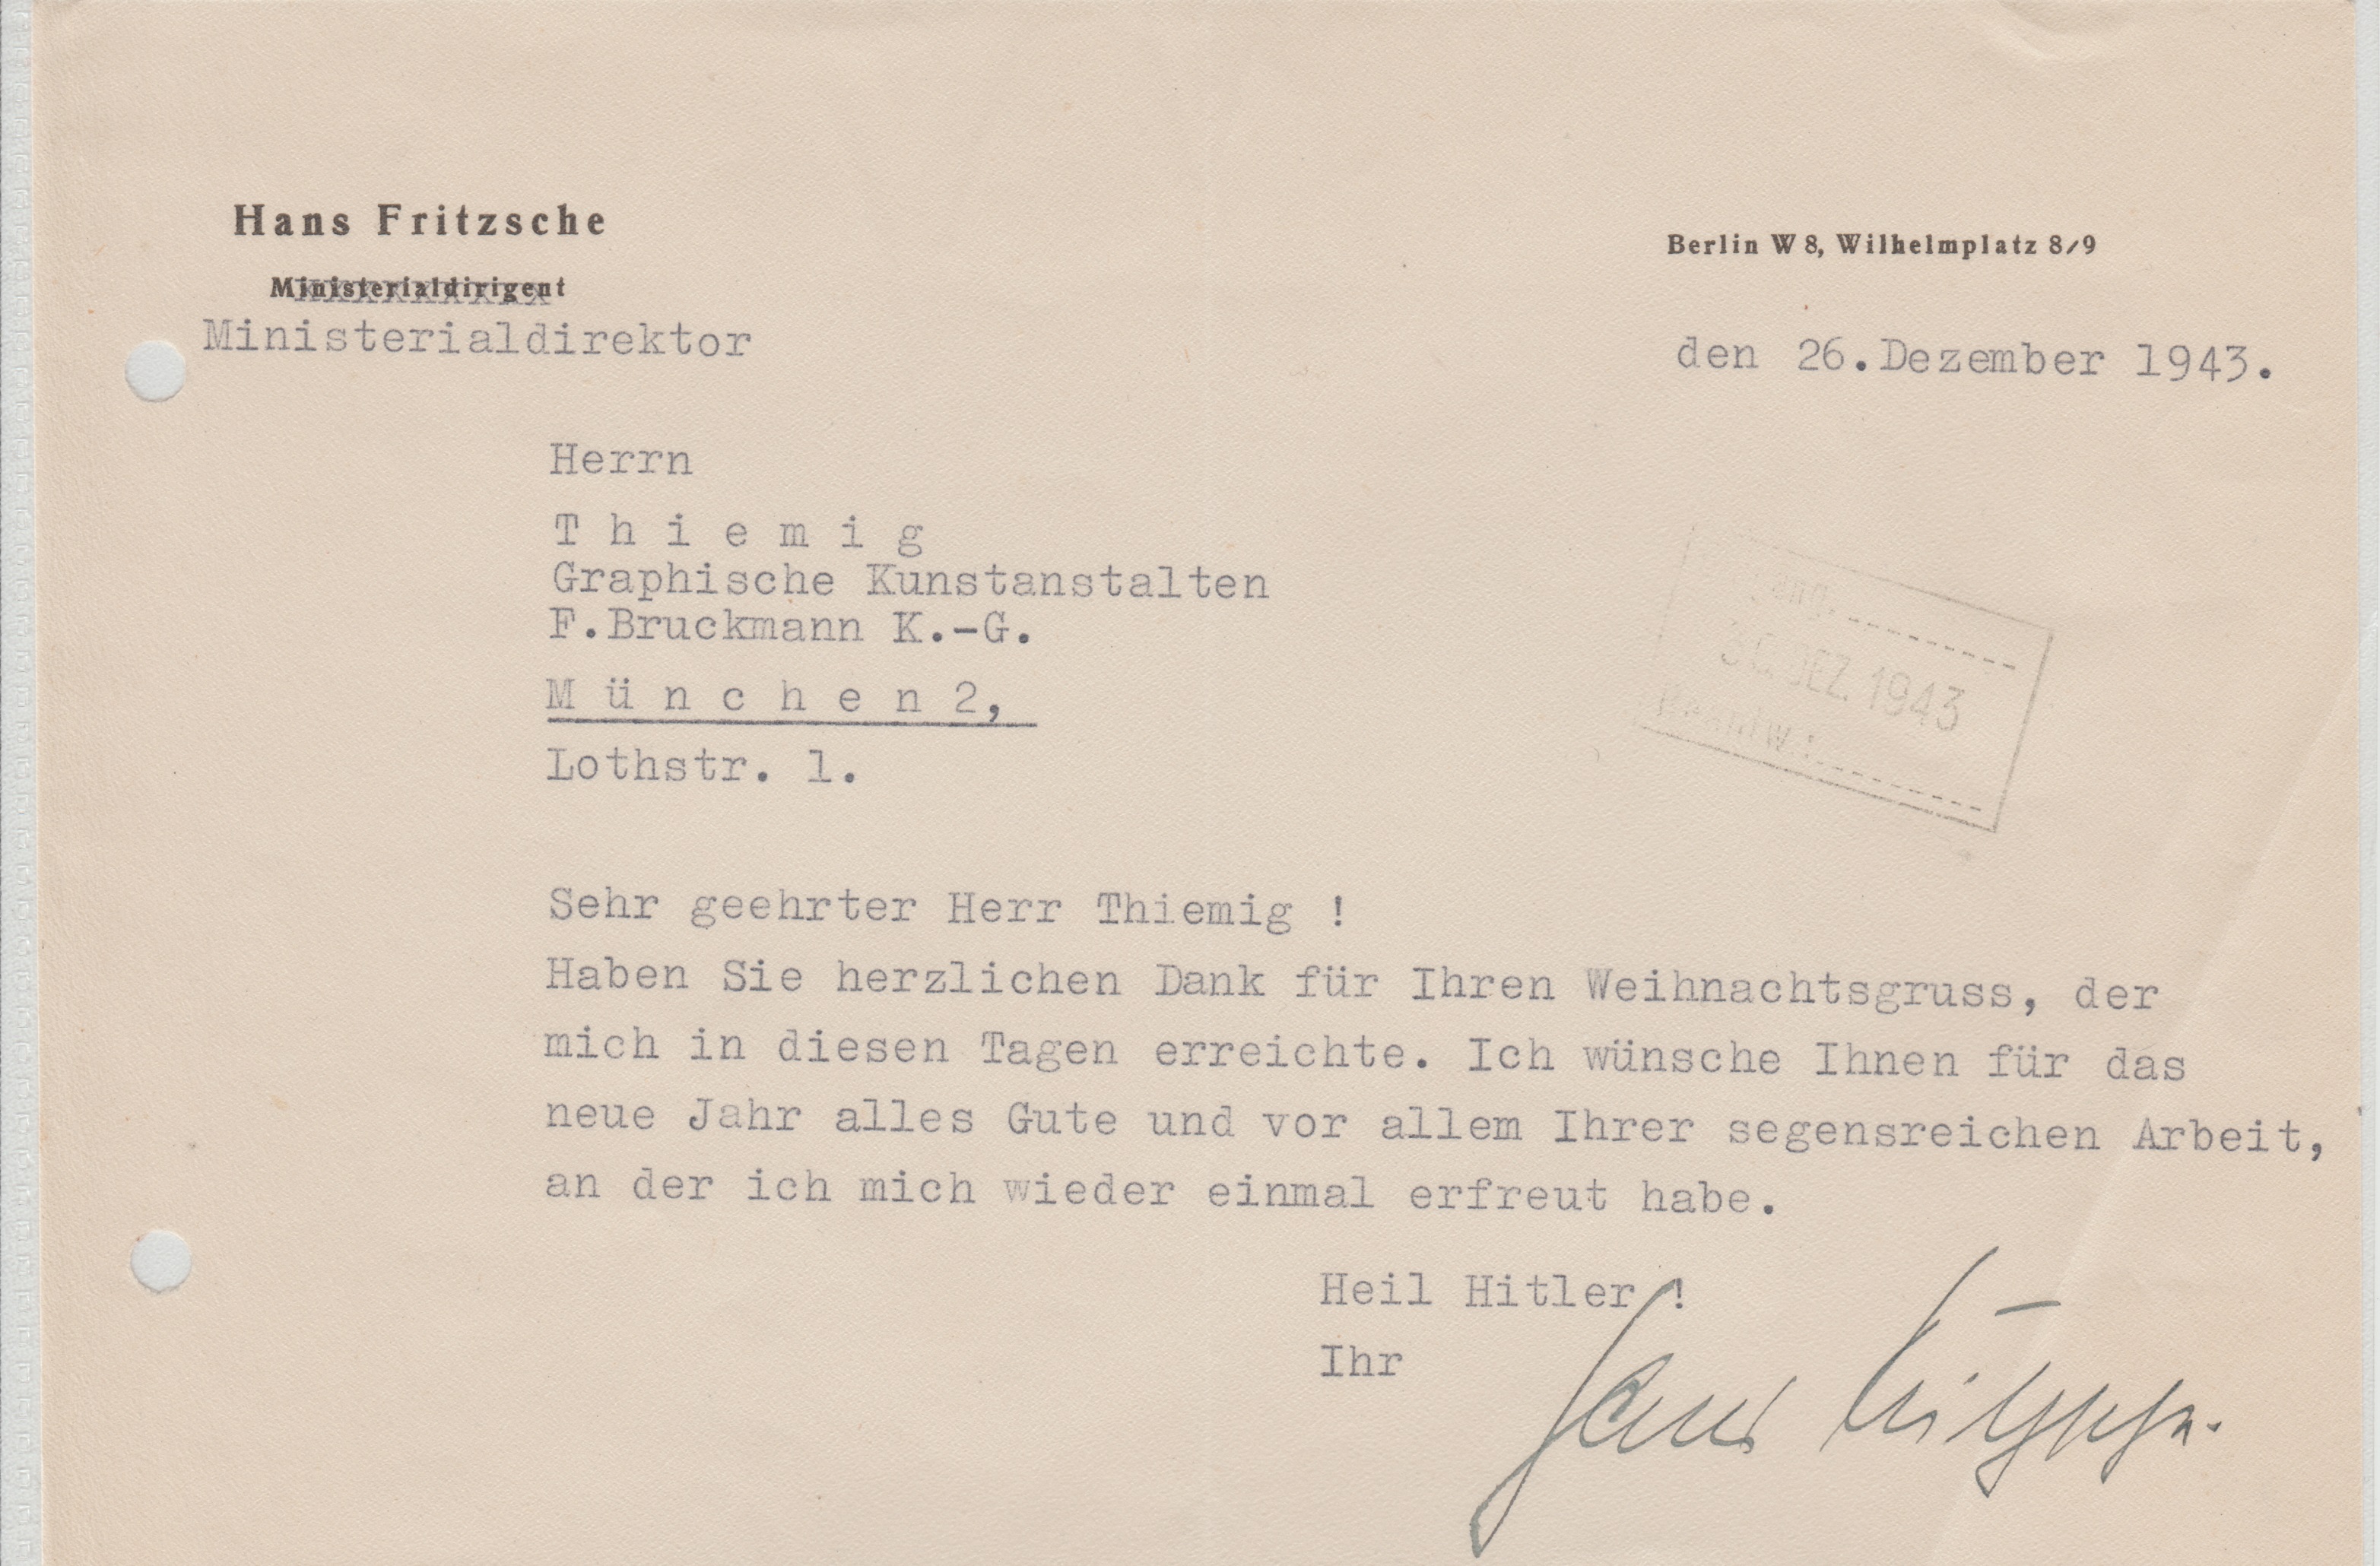 Hans Fritzsche
Berlin W 8, Wilhelmplatz 8/9
Ministerialdirigent
Ministerialdirektor
den 26.Dezember 1943.
Herrn
T h i e m i g
Graphische Kunstanstalten
F.Bruckmann K.-G.
M ü n c h e n 2,
Lothstr. 1.
30. DEZ. 1943
Sehr geehrter Herr Thiemig !
Haben Sie herzlichen Dank für Ihren Weihnachtsgruss, der
mich in diesen Tagen erreichte. Ich wünsche Ihnen für das
neue Jahr alles Gute und vor allem Ihrer segensreichen Arbeit,
an der ich mich wieder einmal erfreut habe.
Heil Hitler !
Ihr
Hans Fritzsche.